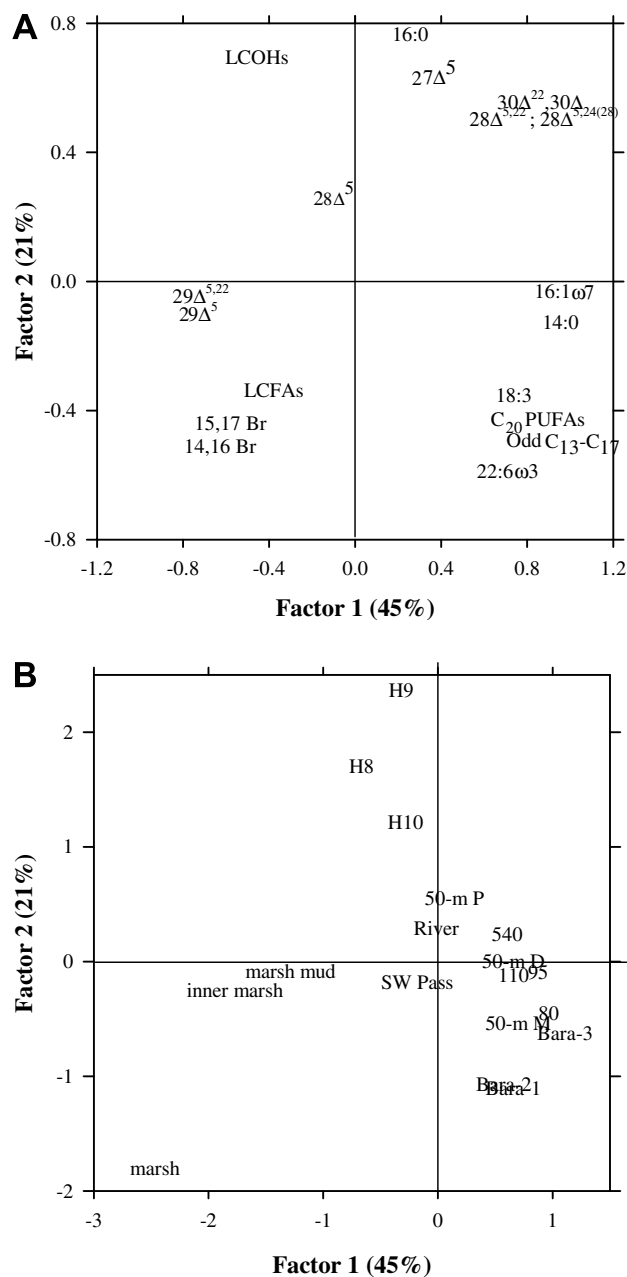 A
0.8
16:0
LCOHs
27Δ5
30Δ22, 30Δ
28Δ5,22 ; 28Δ5,24(28)
0.4
28Δ5
Factor 2 (21%)
0.0
29Δ5,22
16:1ω7
29Δ5
14:0
LCFAs
18:3
-0.4
15,17 Br
C20 PUFAs
14,16 Br
Odd C13-C17
22:6ω3
-0.8
-1.2 -0.8 -0.4 0.0 0.4 0.8 1.2
Factor 1 (45%)
B
H9
2
H8
H10
1
50-m P
River
540
Factor 2 (21%)
0
50-m D
marsh mud
110
95
SW Pass
inner marsh
80
50-m M
Bara-3
-1
Bara-2
Bara-1
marsh
-2
-3 -2 -1 0 1
Factor 1 (45%)